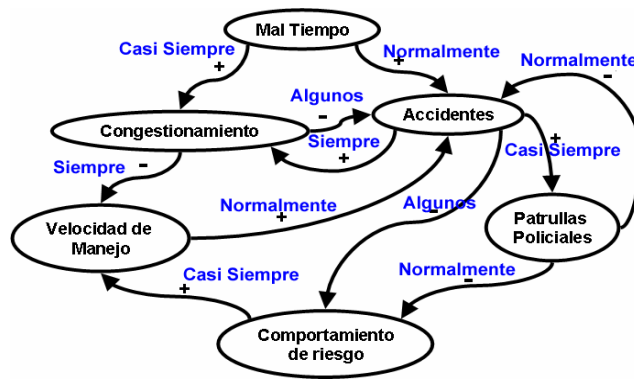 Mal Tiempo
Casi Siempre
+
Normalmente
+
Normalmente
-
Algunos
-
Congestionamiento
Accidentes
Siempre
+
+
Casi Siempre
Siempre -
Normalmente
+
Algunos
-
Velocidad de
Manejo
Patrullas
Policiales
Casi Siempre
+
Normalmente
-
Comportamiento
de riesgo